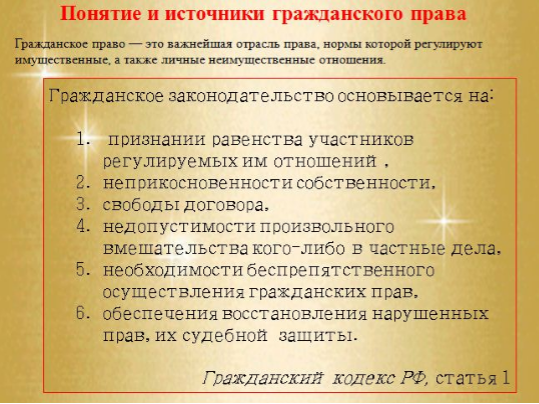 Понятие и источники гражданского права
Гражданское право — это важнейшая отрасль права, нормы которой регулируют
имущественные, а также личные неимущественные отношения.
Гражданское законодательство основывается на:
1. признании равенства участников
регулируемых им отношений ,
2. неприкосновенности собственности,
3. свободы договора,
4. недопустимости произвольного
вмешательства кого-либо в частные дела,
5. необходимости беспрепятственного
осуществления гражданских прав,
6. обеспечения восстановления нарушенных
прав, их судебной защиты.
Гражданский кодекс РФ, статья 1